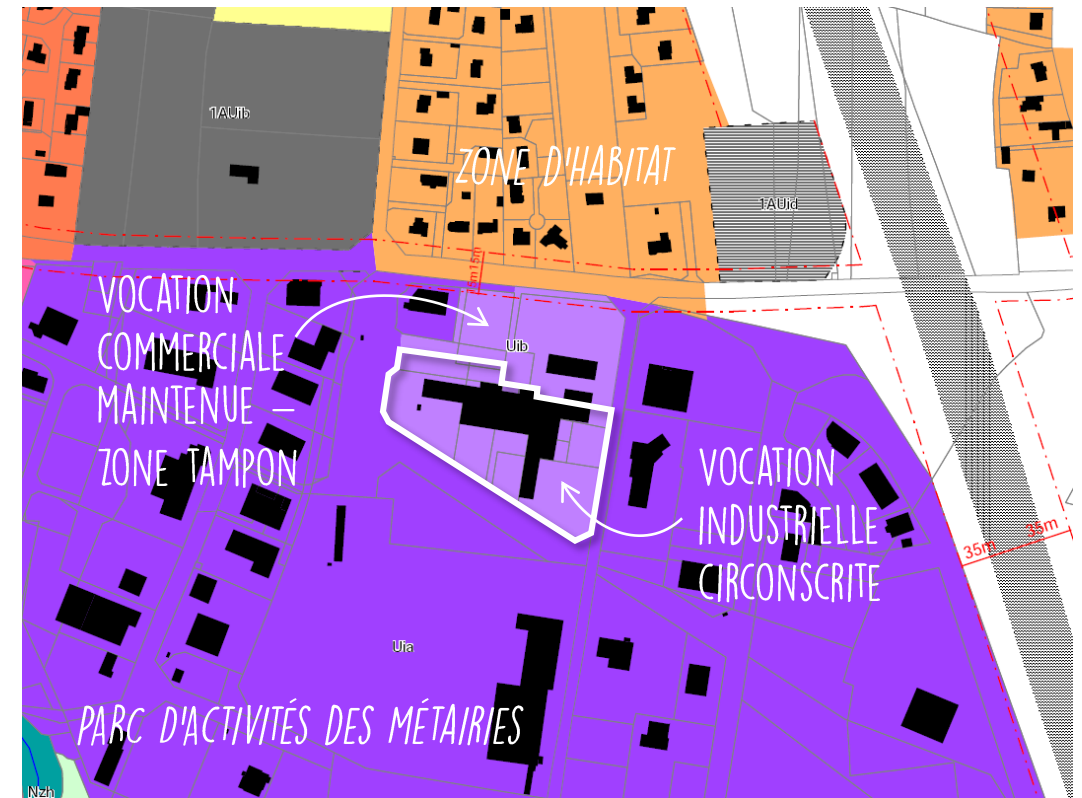 1AUib
ZONE D'HABITAT
1AUid
15m
VOCATION
COMMERCIALE
MAINTENUE –
ZONE TAMPON
Uib
VOCATION
INDUSTRIELLE
CIRCONSCRITE
35m
35m
Uia
PARC D'ACTIVITÉS DES MÉTAIRIES
Nzh